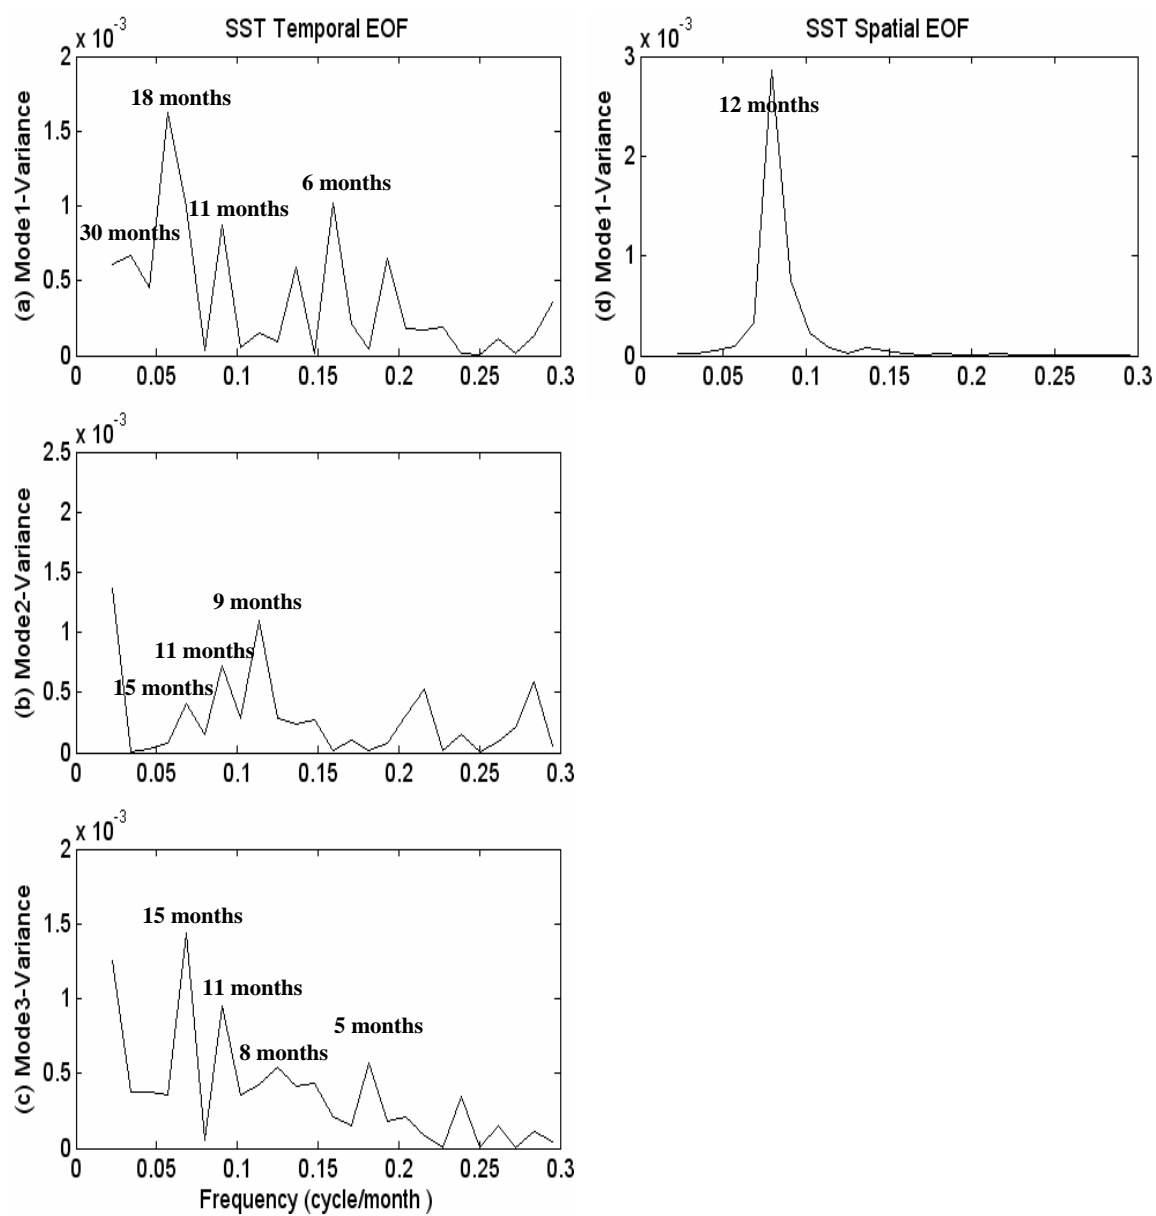 SST Temporal EOF
x 10-3
2
1.5
1
0.5
0
0 0.05 0.1 0.15 0.2 0.25 0.3
(a) Mode1-Variance
18 months
6 months
11 months
30 months
SST Spatial EOF
x 10-3
3
2
1
0
0 0.05 0.1 0.15 0.2 0.25 0.3
(d) Mode1-Variance
12 months
x 10-3
2.5
2
1.5
1
0.5
0
0 0.05 0.1 0.15 0.2 0.25 0.3
(b) Mode2-Variance
9 months
11 months
15 months
x 10-3
2
1.5
1
0.5
0
0 0.05 0.1 0.15 0.2 0.25 0.3
(c) Mode3-Variance
15 months
11 months
5 months
8 months
Frequency (cycle/month )